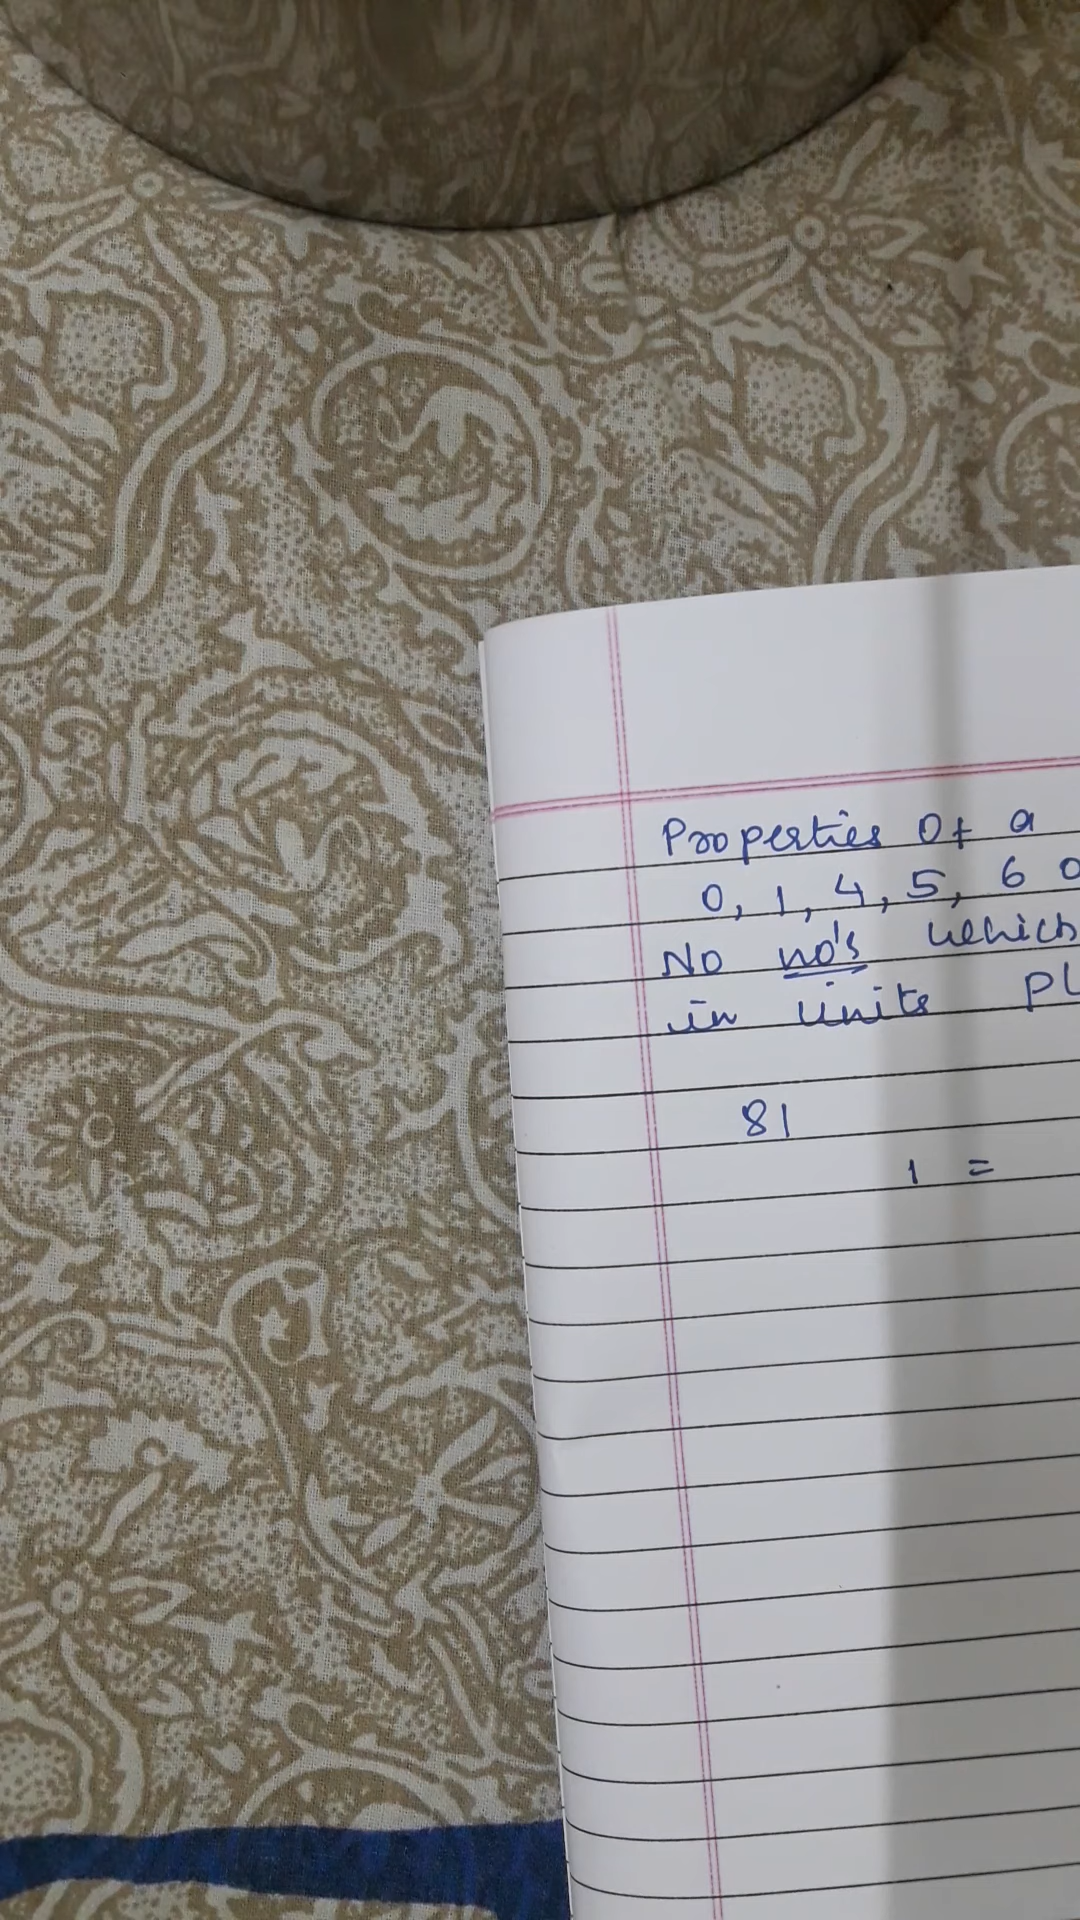 Properties Of a
0, 1, 4, 5, 6 o
No no's which
in units Pl
81
1 =